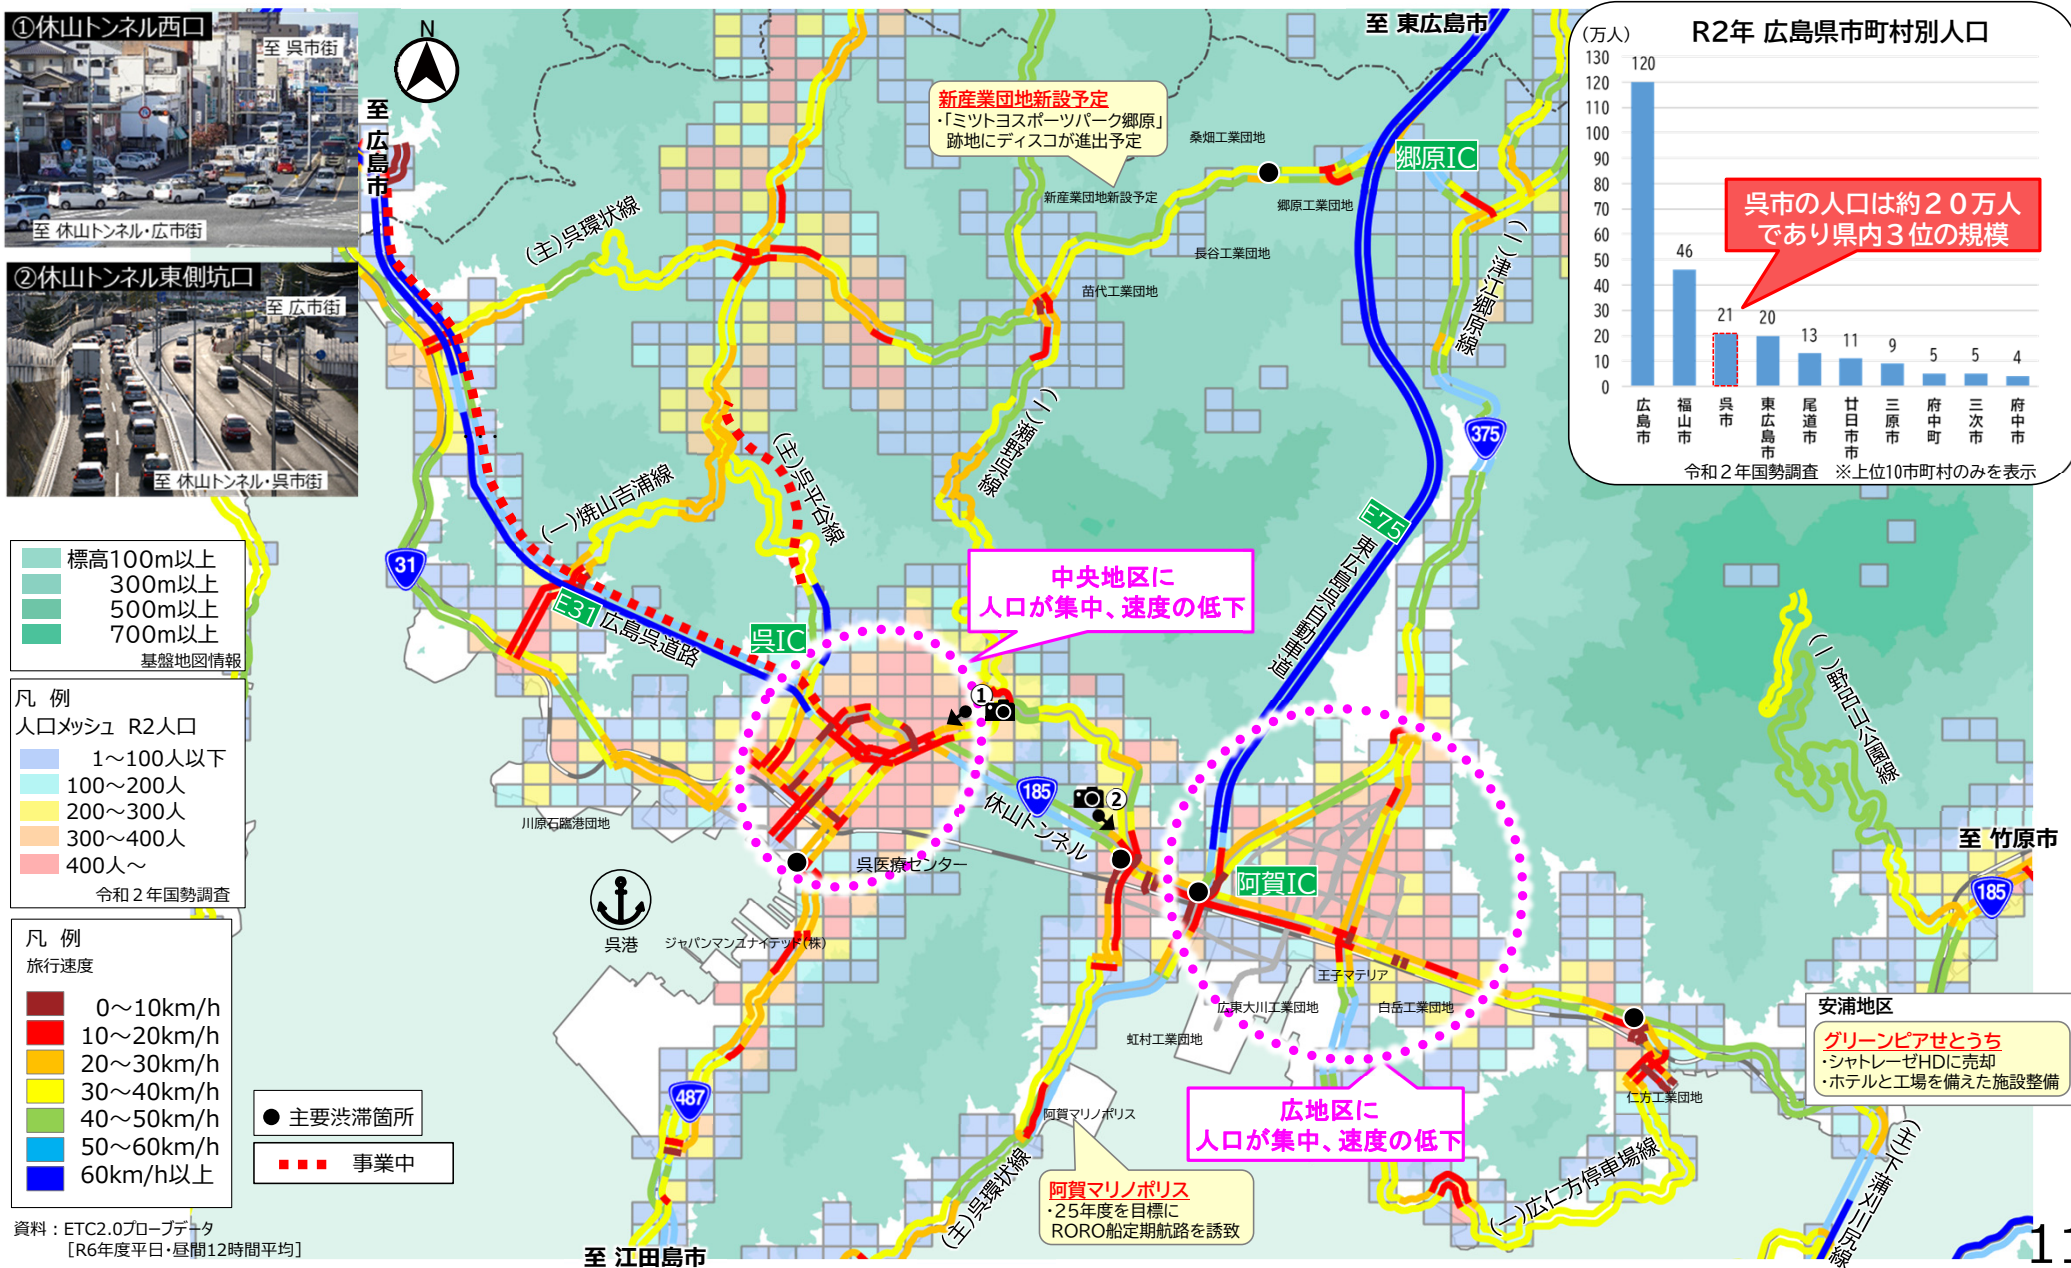 ①休山トンネル西口
至 呉市街
至 休山トンネル・広市街
②休山トンネル東側坑口
至 広市街
至 休山トンネル・呉市街
N
至 広島市
至 東広島市
新産業団地新設予定
・「ミツトヨスポーツパーク郷原」
跡地にディスコが進出予定
桑畑工業団地
郷原IC
新産業団地新設予定
郷原工業団地
長谷工業団地
苗代工業団地
(主)呉環状線
(一)津江郷原線
(一)瀬野呉線
(主)呉平谷線
(一)焼山吉浦線
375
31
E75
東広島呉自動車道
E31 広島呉道路
呉IC
中央地区に
人口が集中、速度の低下
①
②
185
休山トンネル
川原石臨港団地
呉医療センター
阿賀IC
呉港
ジャパンマリンユナイテッド(株)
王子マテリア
広東大川工業団地
白岳工業団地
虹村工業団地
(一)野呂山公園線
至 竹原市
185
487
阿賀マリノポリス
広地区に
人口が集中、速度の低下
仁方工業団地
安浦地区
グリーンピアせとうち
・シャトレーゼHDに売却
・ホテルと工場を備えた施設整備
阿賀マリノポリス
・25年度を目標に
RORO船定期航路を誘致
(主)呉環状線
(一)広仁方停車場線
(主)下蒲刈川尻線
至 江田島市
R2年 広島県市町村別人口
(万人)
130
120
110
100
90
80
70
60
50
40
30
20
10
0
120
46
21
20
13
11
9
5
5
4
呉市の人口は約20万人
であり県内3位の規模
広島市
福山市
呉市
東広島市
尾道市
廿日市市
三原市
府中町
三次市
府中市
令和2年国勢調査 ※上位10市町村のみを表示
標高100m以上
300m以上
500m以上
700m以上
基盤地図情報
凡 例
人口メッシュ R2人口
1～100人以下
100～200人
200～300人
300～400人
400人～
令和2年国勢調査
凡 例
旅行速度
0～10km/h
10～20km/h
20～30km/h
30～40km/h
40～50km/h
50～60km/h
60km/h以上
主要渋滞箇所
事業中
資料：ETC2.0プローブデータ
[R6年度平日・昼間12時間平均]
11